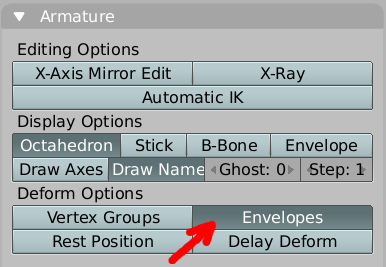 Armature
Editing Options
X-Axis Mirror Edit X-Ray
Automatic IK
Display Options
Octahedron Stick B-Bone Envelope
Draw Axes Draw Name Ghost: 0 Step: 1
Deform Options
Vertex Groups Envelopes
Rest Position Delay Deform